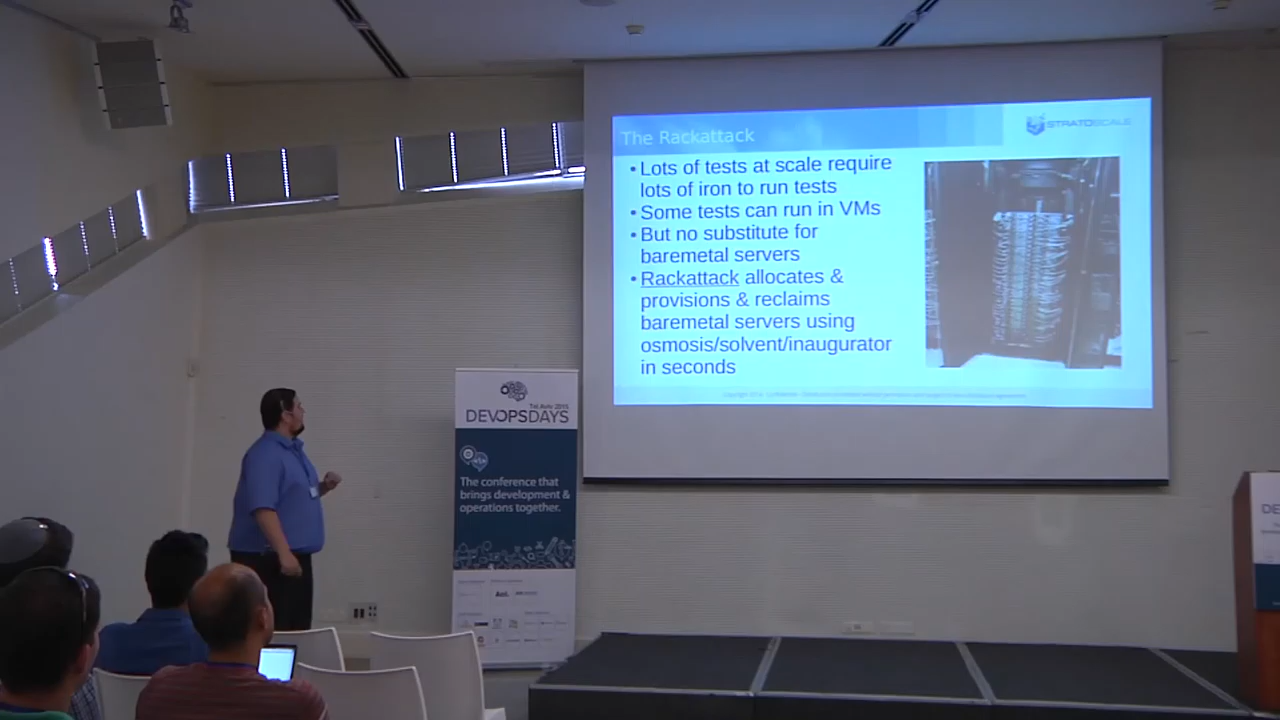 The Rackattack
STRATOSCALE
• Lots of tests at scale require
lots of iron to run tests
• Some tests can run in VMs
• But no substitute for
baremetal servers
• Rackattack allocates &
provisions & reclaims
baremetal servers using
osmosis/solvent/inaugurator
in seconds
Tel Aviv 2015
DEVOPSDAYS
The conference that
brings development &
operations together.
Aol.
DE